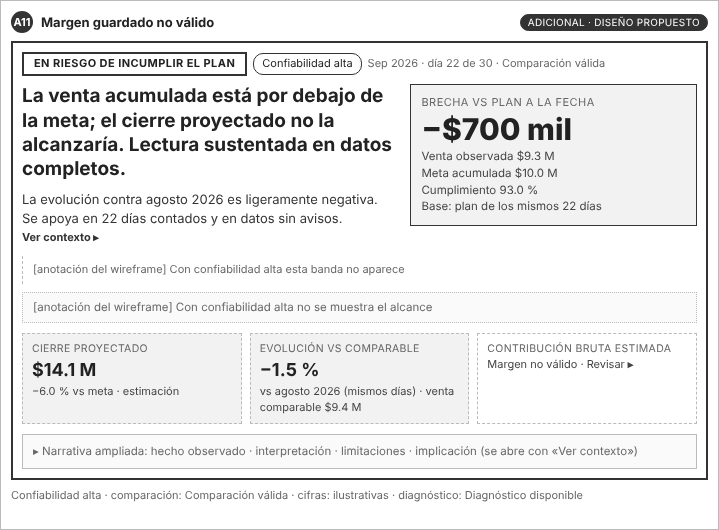 A11 Margen guardado no válido
ADICIONAL · DISEÑO PROPUESTO
EN RIESGO DE INCUMPLIR EL PLAN
Confiabilidad alta
Sep 2026 · día 22 de 30 · Comparación válida
La venta acumulada está por debajo de
la meta; el cierre proyectado no la
alcanzaría. Lectura sustentada en datos
completos.
La evolución contra agosto 2026 es ligeramente negativa.
Se apoya en 22 días contados y en datos sin avisos.
Ver contexto ▸
BRECHA VS PLAN A LA FECHA
−$700 mil
Venta observada $9.3 M
Meta acumulada $10.0 M
Cumplimiento 93.0 %
Base: plan de los mismos 22 días
[anotación del wireframe] Con confiabilidad alta esta banda no aparece
[anotación del wireframe] Con confiabilidad alta no se muestra el alcance
CIERRE PROYECTADO
$14.1 M
−6.0 % vs meta · estimación
EVOLUCIÓN VS COMPARABLE
−1.5 %
vs agosto 2026 (mismos días) · venta
comparable $9.4 M
CONTRIBUCIÓN BRUTA ESTIMADA
Margen no válido · Revisar ▸
▸ Narrativa ampliada: hecho observado · interpretación · limitaciones · implicación (se abre con «Ver contexto»)
Confiabilidad alta · comparación: Comparación válida · cifras: ilustrativas · diagnóstico: Diagnóstico disponible